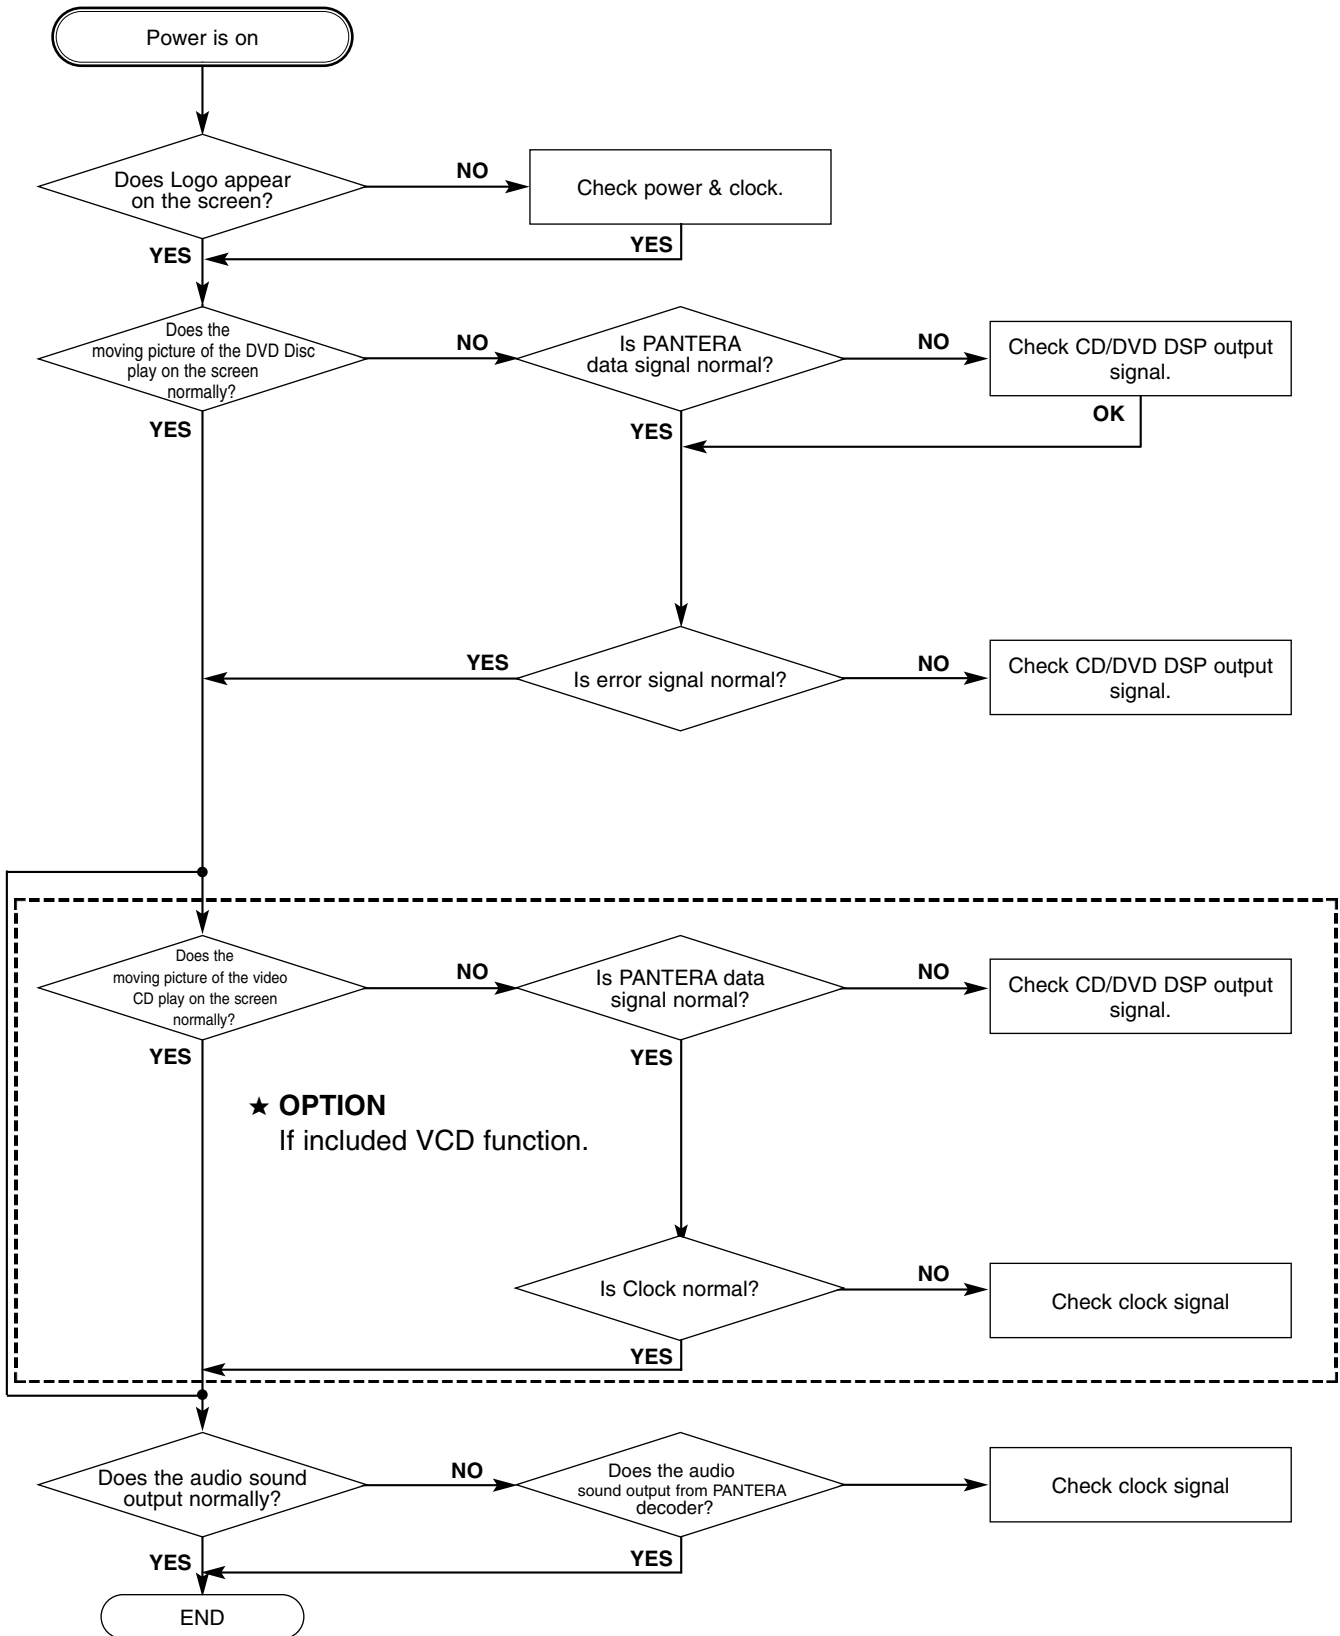 Power is on
Does Logo appear
on the screen?
NO
Check power & clock.
YES
YES
Does the
moving picture of the DVD Disc
play on the screen
normally?
NO
Is PANTERA
data signal normal?
NO
Check CD/DVD DSP output
signal.
YES
YES
OK
YES
Is error signal normal?
NO
Check CD/DVD DSP output
signal.
Does the
moving picture of the video
CD play on the screen
normally?
NO
Is PANTERA data
signal normal?
NO
Check CD/DVD DSP output
signal.
YES
YES
★ OPTION
If included VCD function.
Is Clock normal?
NO
Check clock signal
YES
Does the audio sound
output normally?
NO
Does the audio
sound output from PANTERA
decoder?
Check clock signal
YES
YES
END